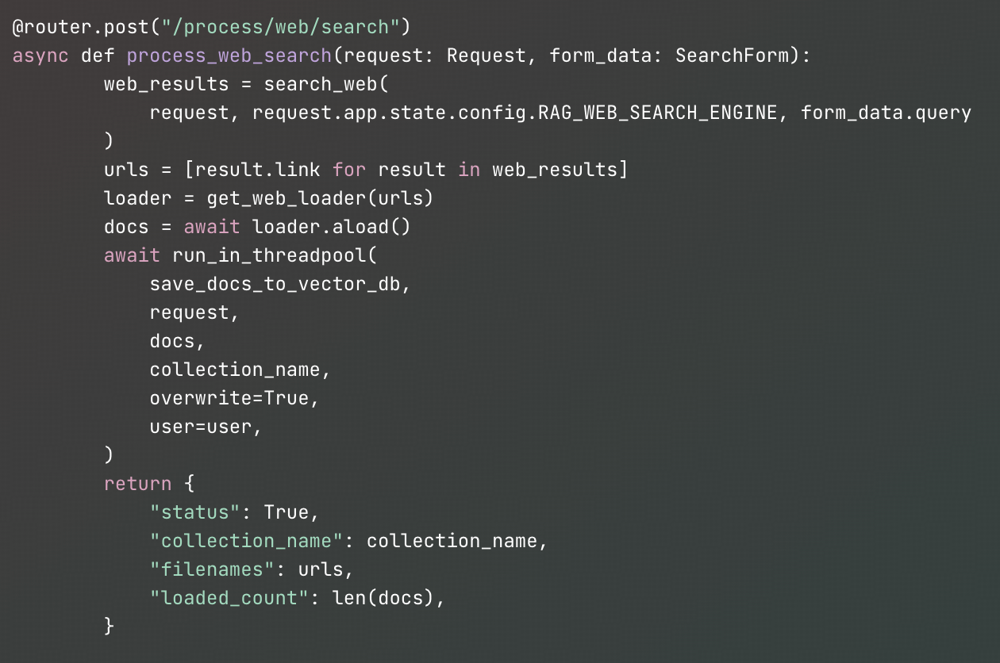 @router.post("/process/web/search")
async def process_web_search(request: Request, form_data: SearchForm):
        web_results = search_web(
            request, request.app.state.config.RAG_WEB_SEARCH_ENGINE, form_data.query
        )
        urls = [result.link for result in web_results]
        loader = get_web_loader(urls)
        docs = await loader.aload()
        await run_in_threadpool(
            save_docs_to_vector_db,
            request,
            docs,
            collection_name,
            overwrite=True,
            user=user,
        )
        return {
            "status": True,
            "collection_name": collection_name,
            "filenames": urls,
            "loaded_count": len(docs),
        }